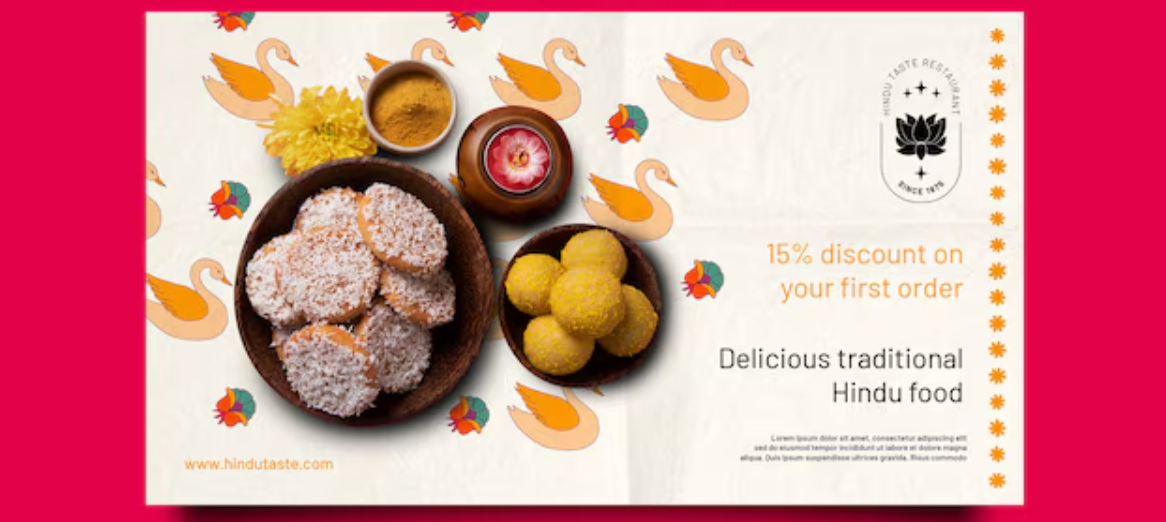 HINDU TASTE RESTAURANT
SINCE 1975
15% discount on
your first order
Delicious traditional
Hindu food
Lorem ipsum dolor sit amet, consectetur adipiscing elit
sed do eiusmod tempor incididunt ut labore et dolore magna
aliqua. Quis ipsum suspendisse ultrices gravida. Risus commodo
www.hindutaste.com